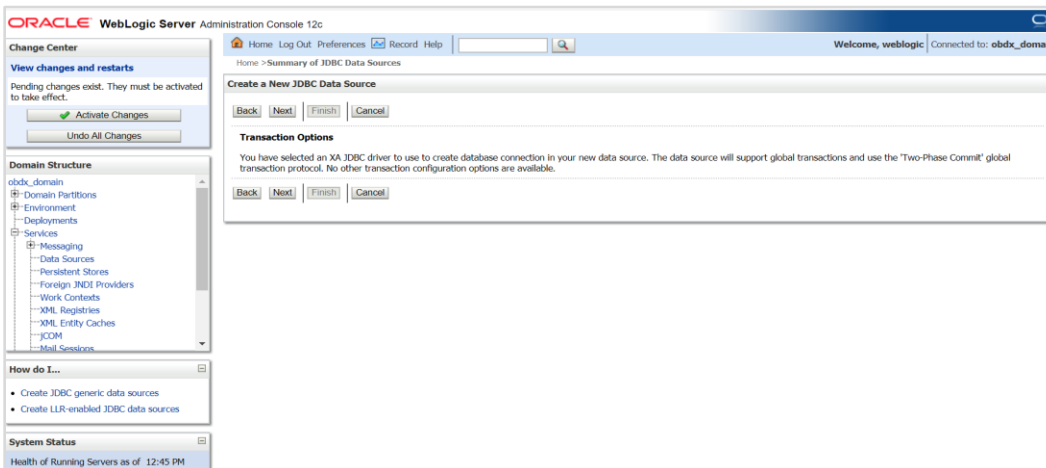 ORACLE WebLogic Server Administration Console 12c
Change Center
View changes and restarts
Pending changes exist. They must be activated
to take effect.
Activate Changes
Undo All Changes
Domain Structure
obdx_domain
Domain Partitions
Environment
Deployments
Services
Messaging
Data Sources
Persistent Stores
Foreign JNDI Providers
Work Contexts
XML Registries
XML Entity Caches
jCOM
Mail Sessions
How do I...
Create JDBC generic data sources
Create LLR-enabled JDBC data sources
System Status
Health of Running Servers as of 12:45 PM
Home Log Out Preferences Record Help
Welcome, weblogic Connected to: obdx_doma
Home >Summary of JDBC Data Sources
Create a New JDBC Data Source
Back Next Finish Cancel
Transaction Options
You have selected an XA JDBC driver to use to create database connection in your new data source. The data source will support global transactions and use the 'Two-Phase Commit' global
transaction protocol. No other transaction configuration options are available.
Back Next Finish Cancel